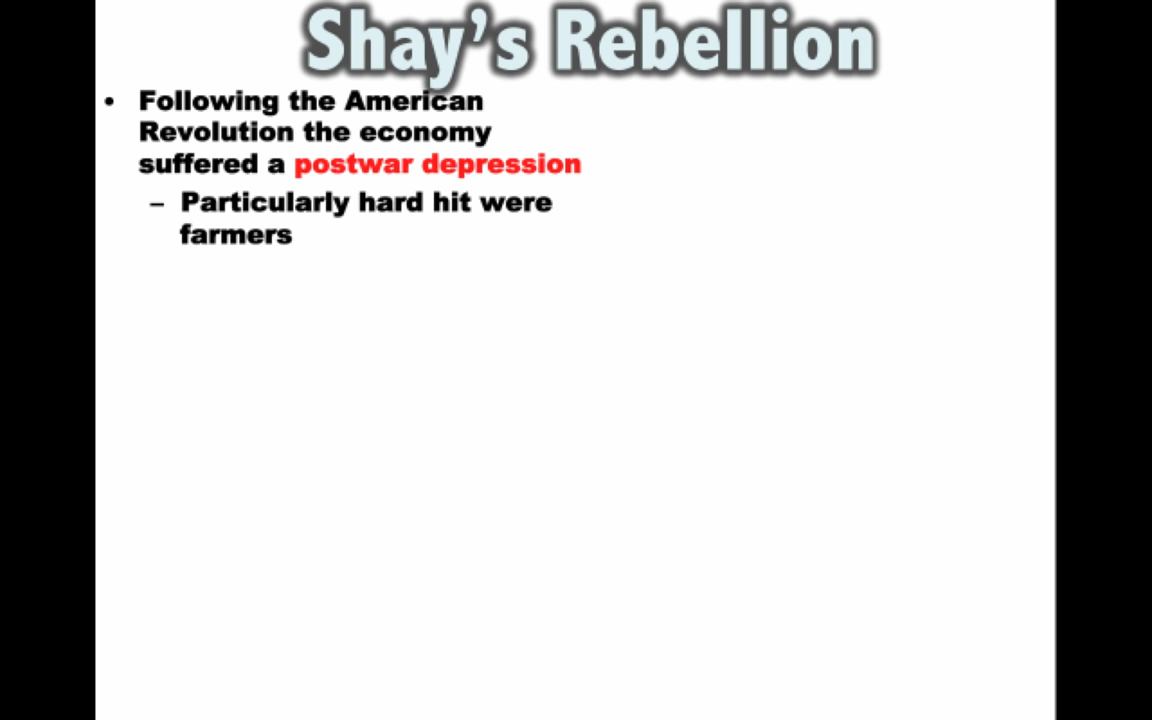 Shay’s Rebellion
• Following the American
Revolution the economy
suffered a postwar depression
– Particularly hard hit were
farmers